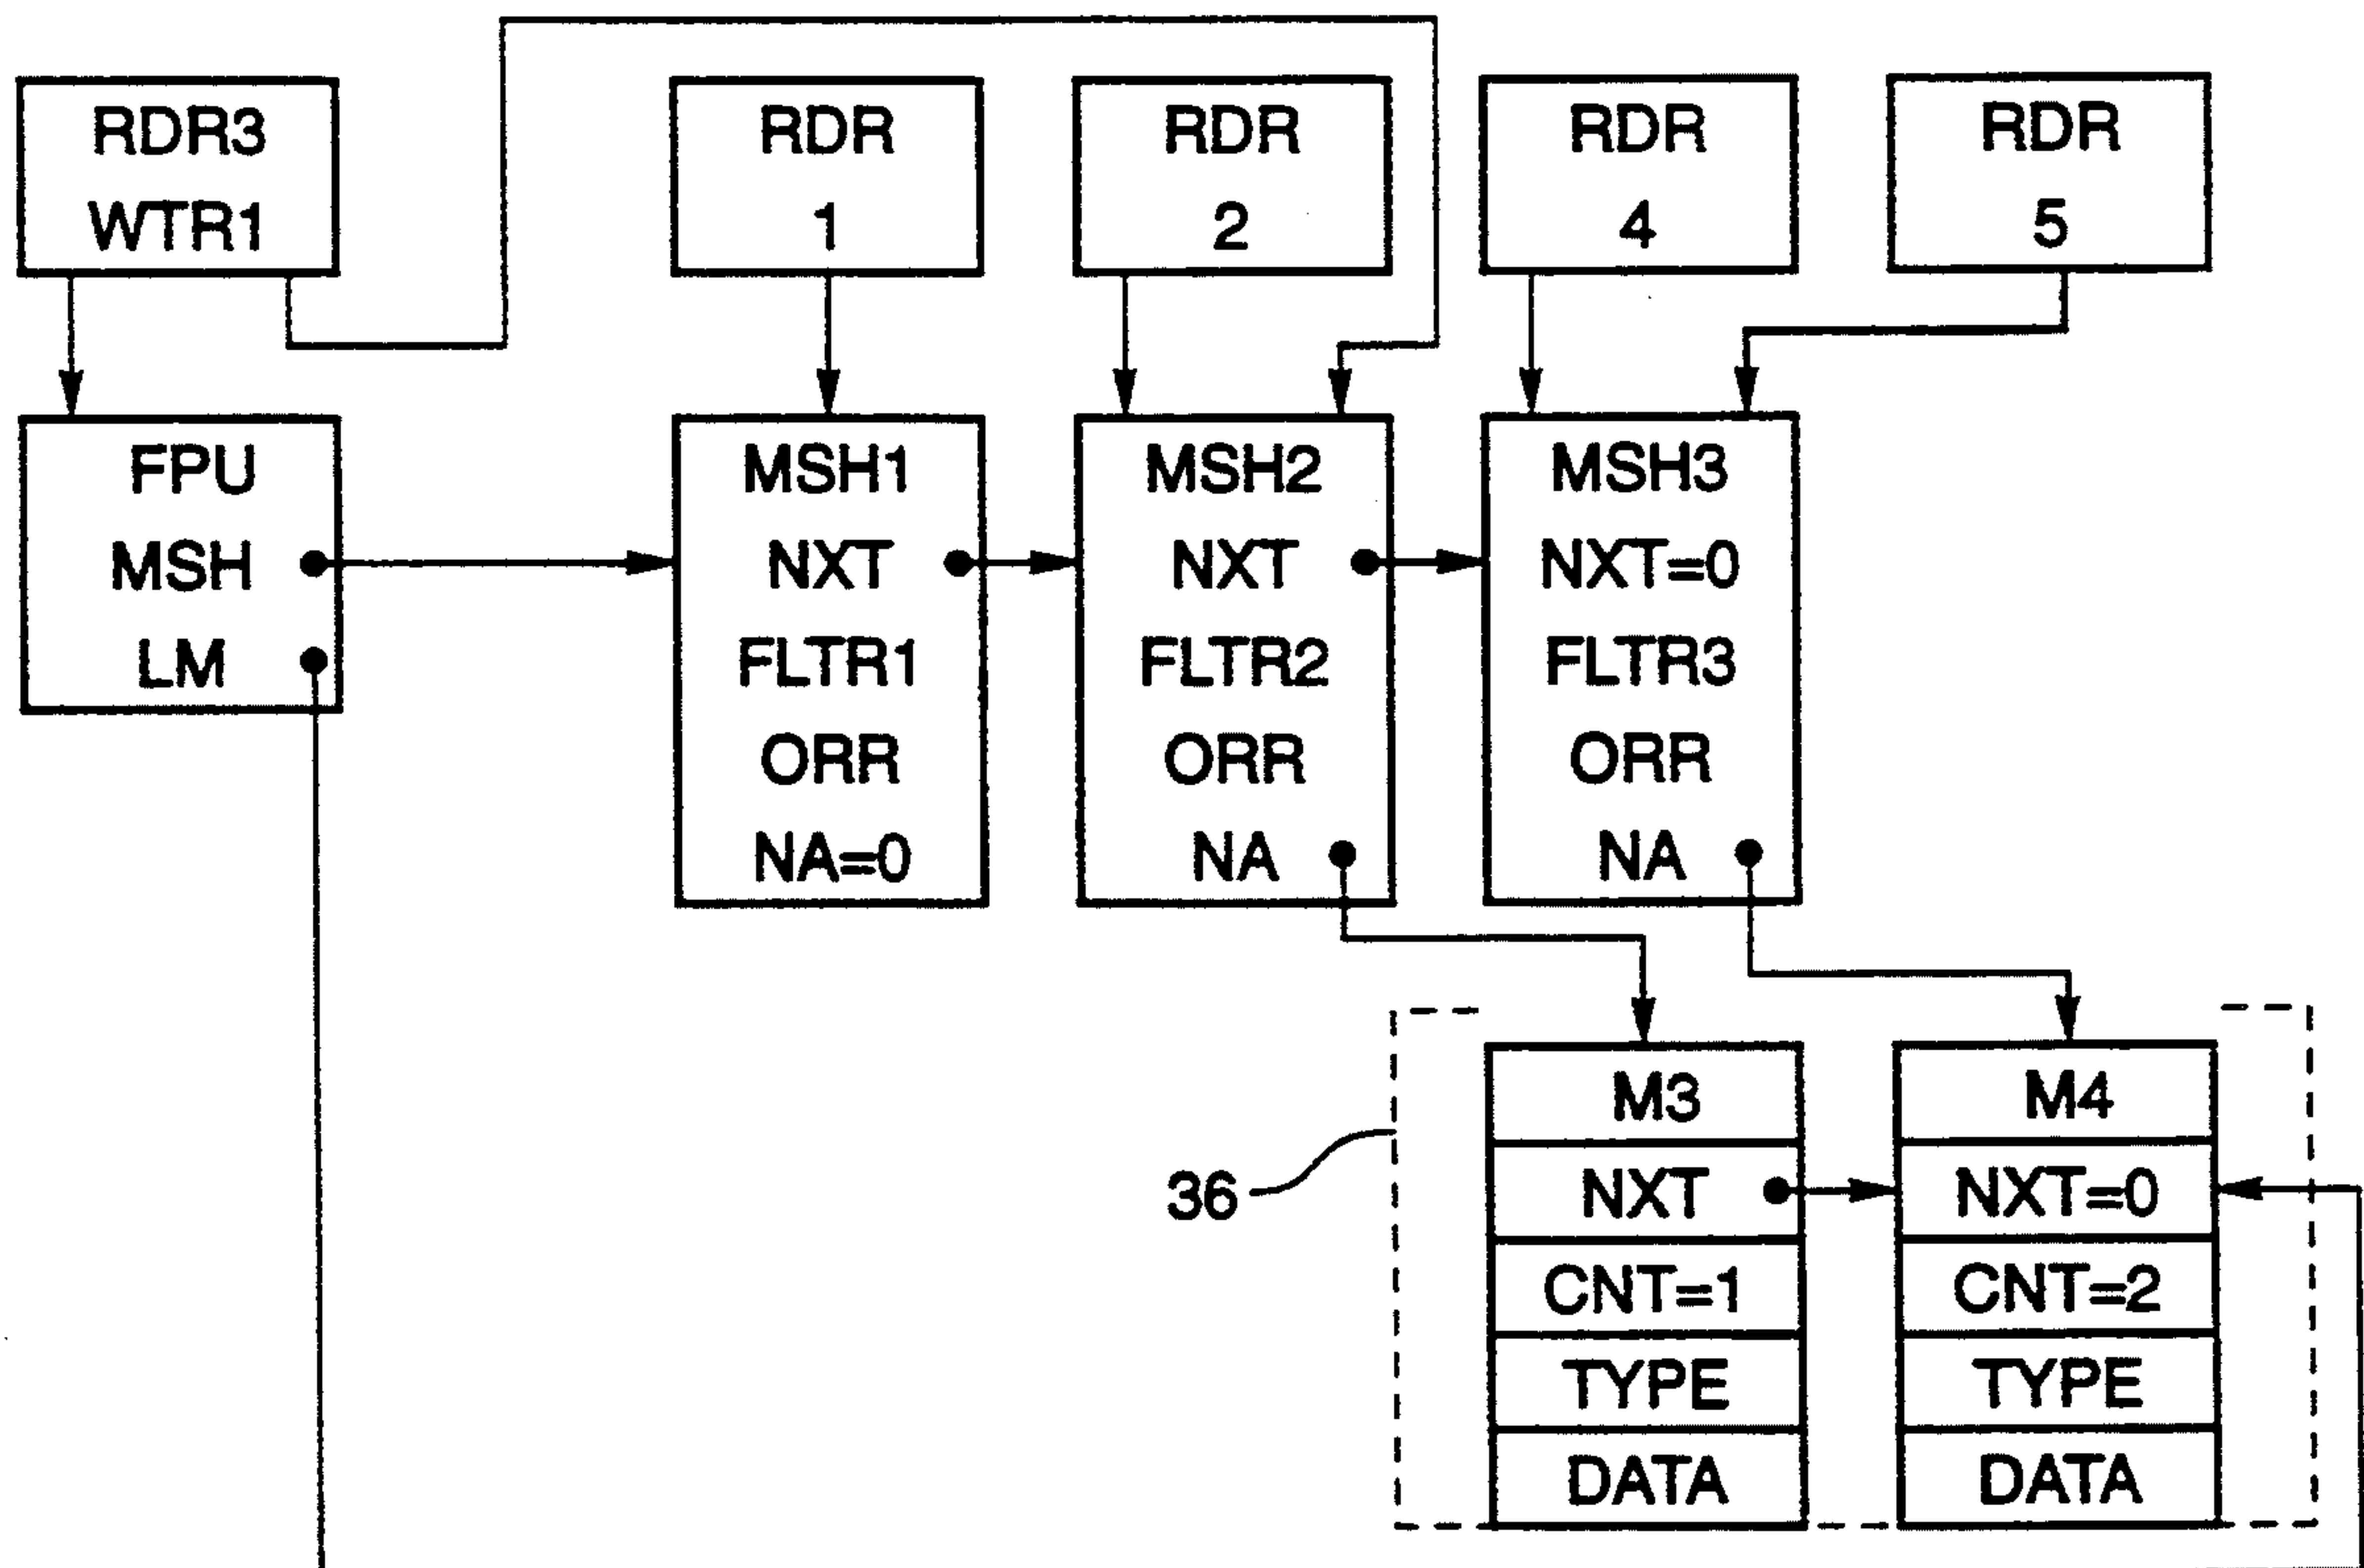 RDR3
WTR1
RDR
1
RDR
2
RDR
4
RDR
5
FPU
MSH
LM
MSH1
NXT
FLTR1
ORR
NA=0
MSH2
NXT
FLTR2
ORR
NA
MSH3
NXT=0
FLTR3
ORR
NA
36
M3
NXT
CNT=1
TYPE
DATA
M4
NXT=0
CNT=2
TYPE
DATA